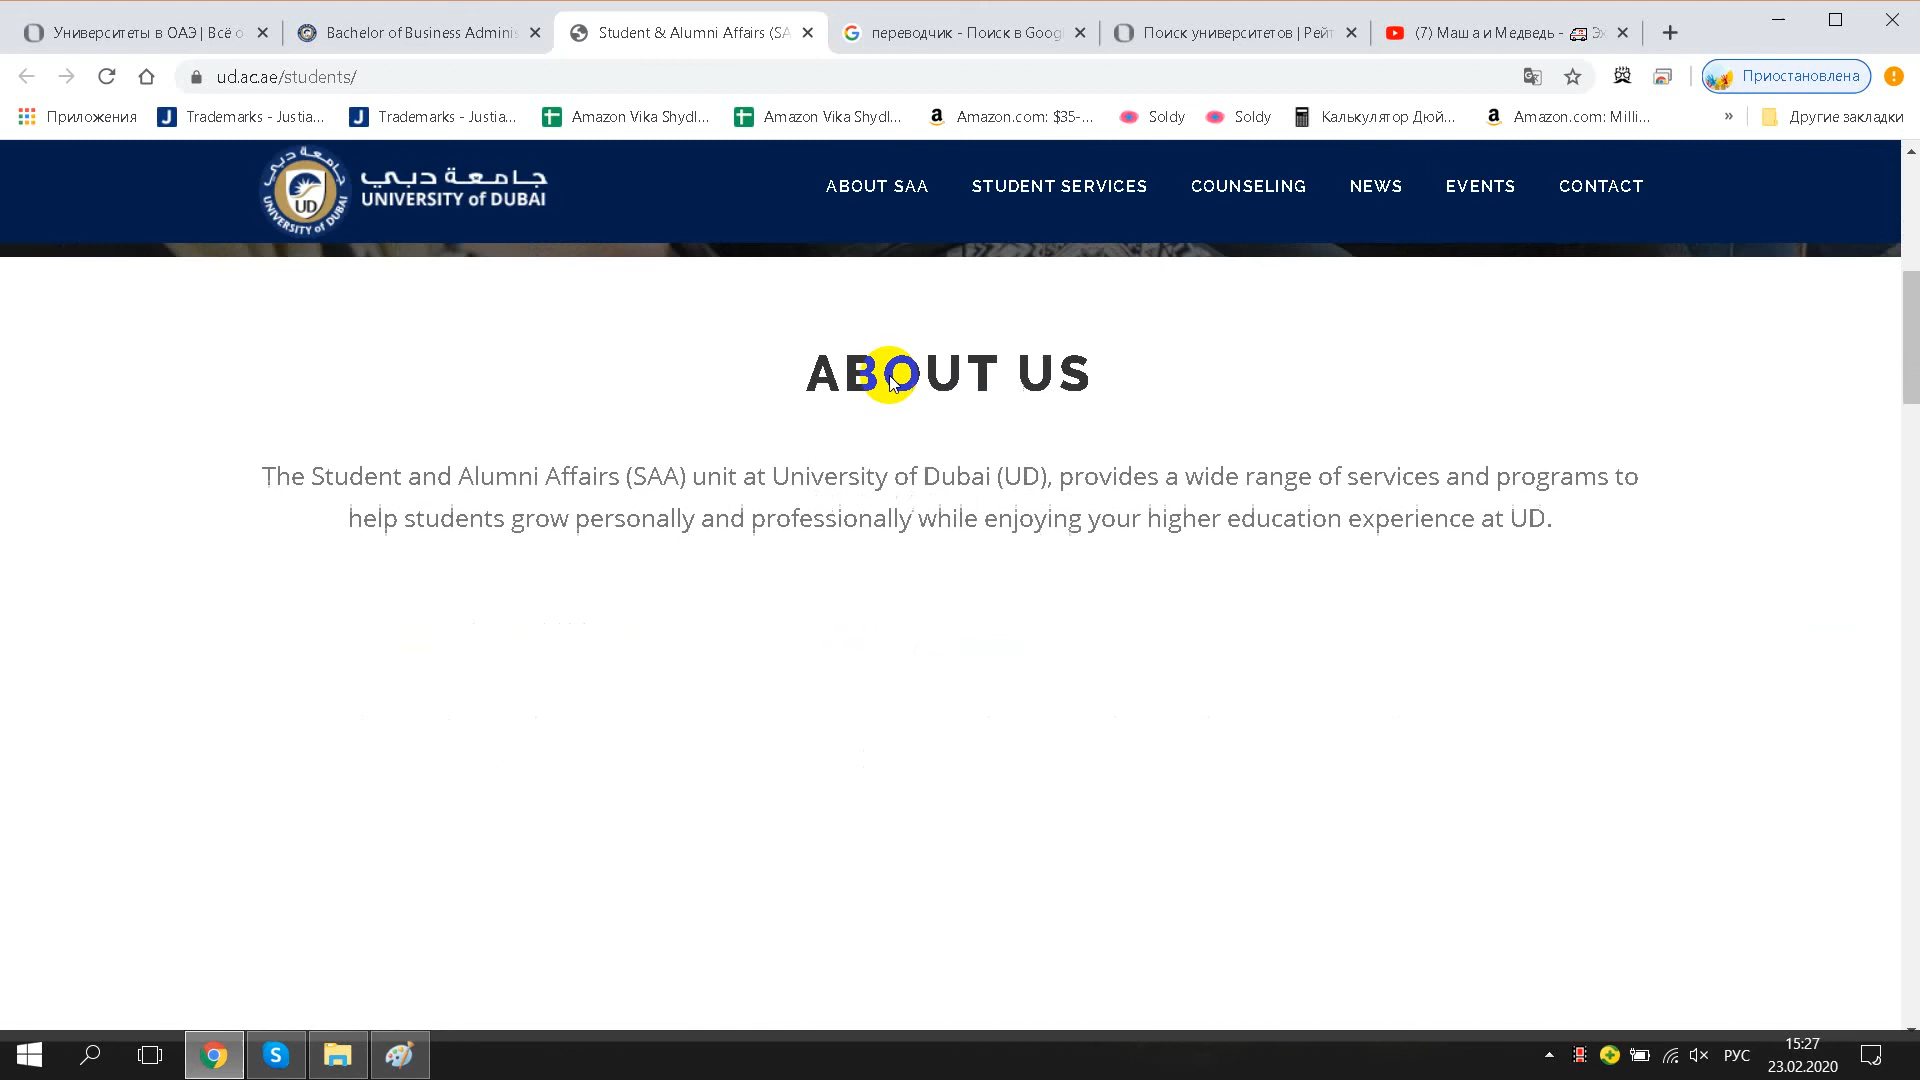 Университеты в ОАЭ | Всё о
Bachelor of Business Adminis
Student & Alumni Affairs (SA
переводчик - Поиск в Goog
Поиск университетов | Рейт
(7) Маша и Медведь - 🚑 Эк
ud.ac.ae/students/
Приостановлена
Приложения
Trademarks - Justia...
Trademarks - Justia...
Amazon Vika Shydl...
Amazon Vika Shydl...
Amazon.com: $35-...
Soldy
Soldy
Калькулятор Дюй...
Amazon.com: Milli...
»
Другие закладки
جامعة دبي
UNIVERSITY of DUBAI
جامعة دبي
UD
UNIVERSITY of DUBAI
ABOUT SAA
STUDENT SERVICES
COUNSELING
NEWS
EVENTS
CONTACT
ABOUT US
The Student and Alumni Affairs (SAA) unit at University of Dubai (UD), provides a wide range of services and programs to
help students grow personally and professionally while enjoying your higher education experience at UD.
РУС
15:27
23.02.2020